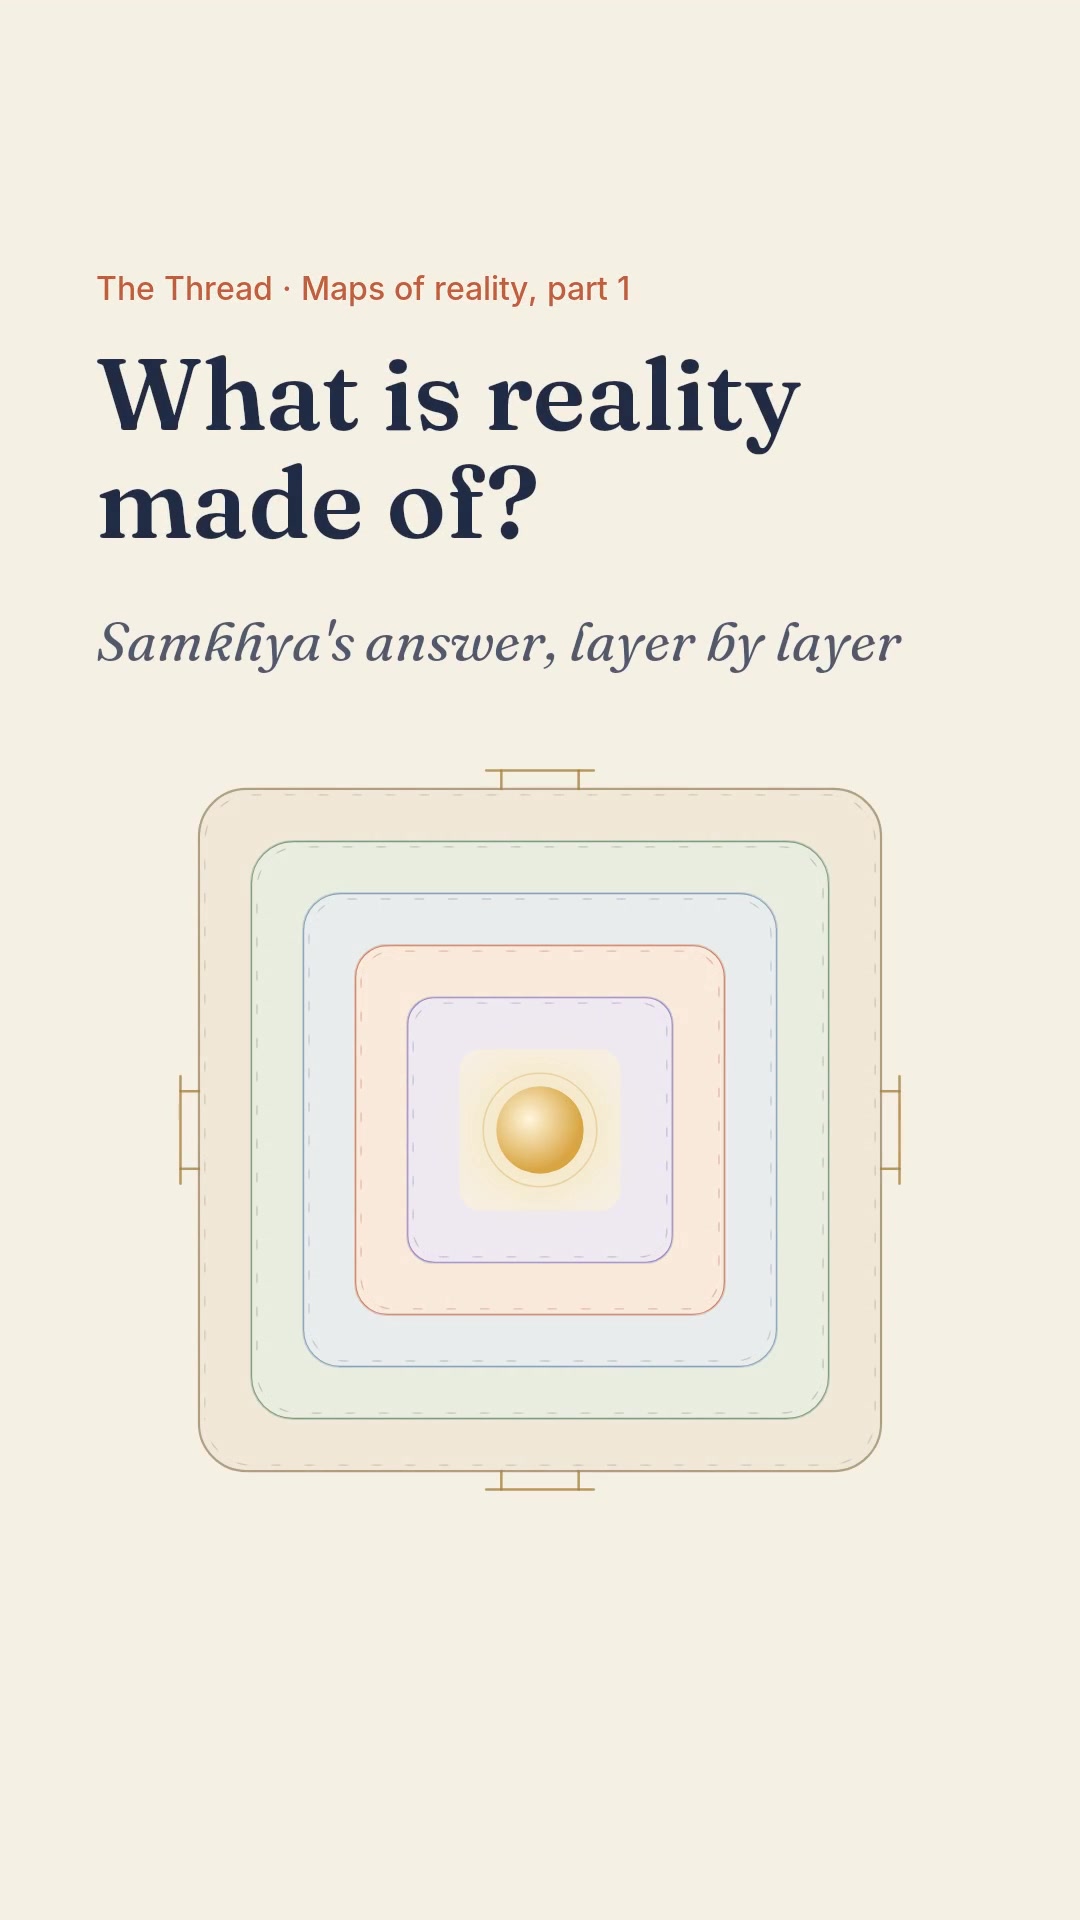 The Thread · Maps of reality, part 1
What is reality
made of?
Samkhya's answer, layer by layer